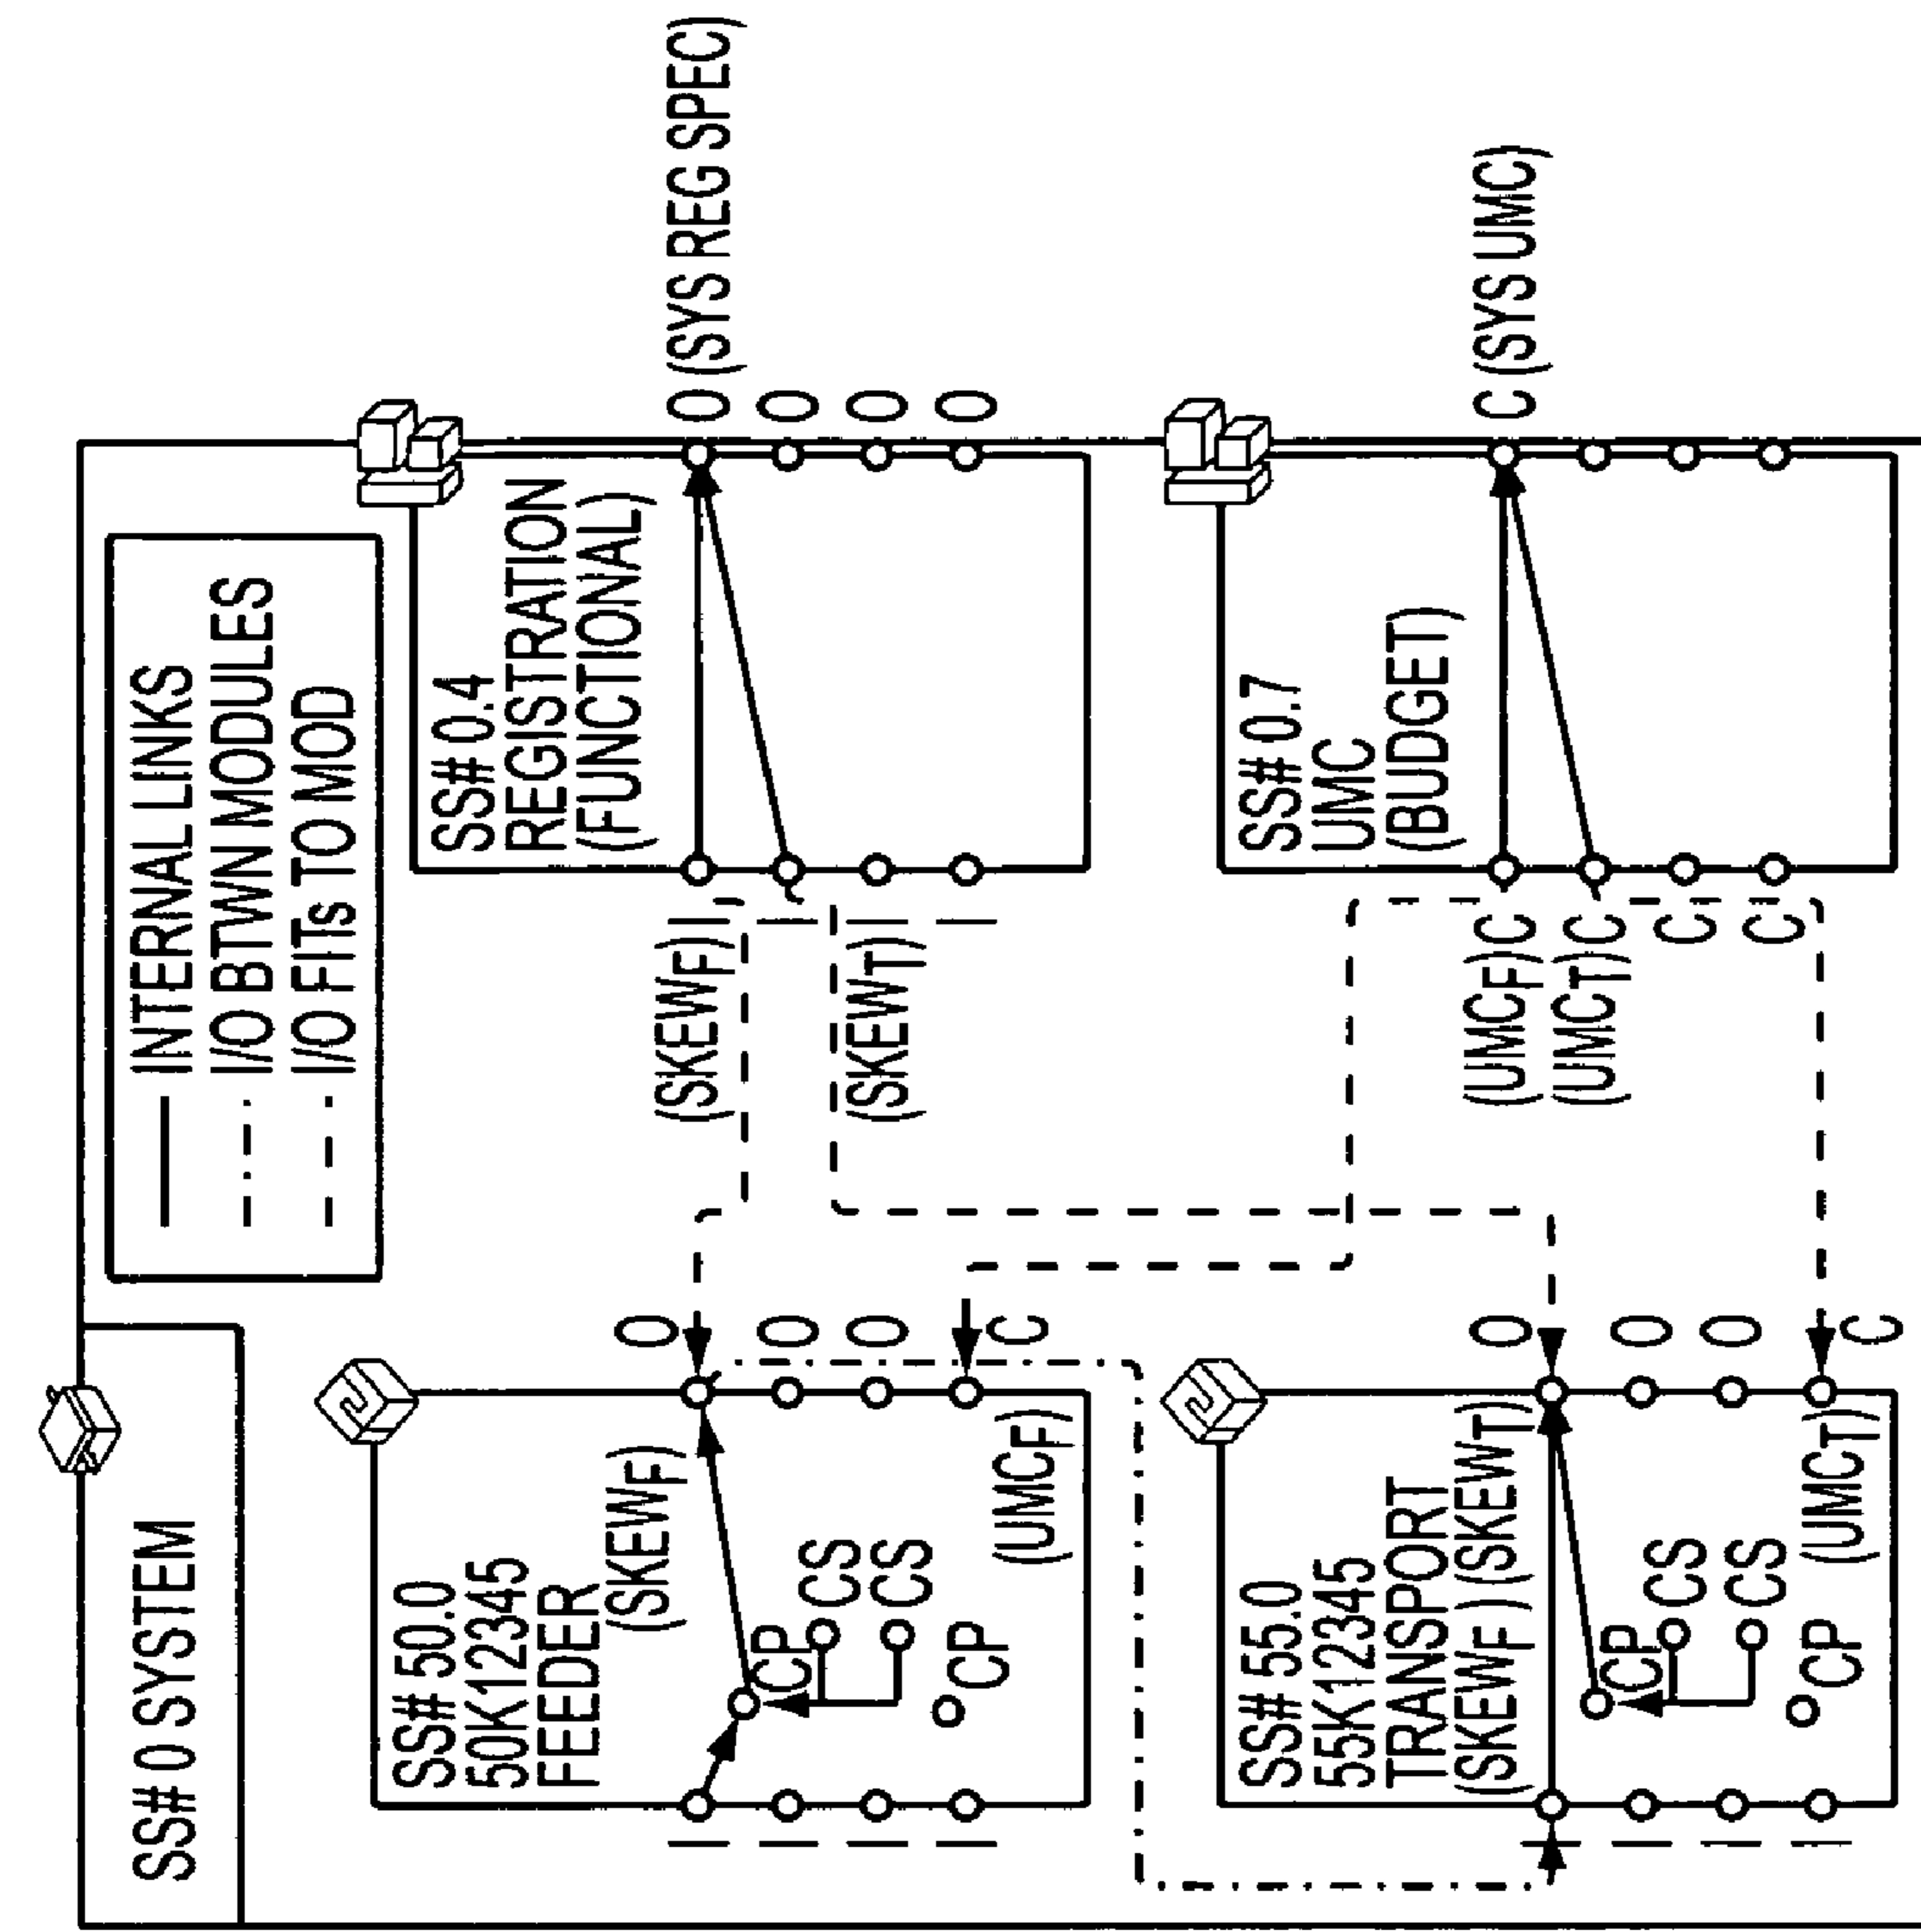 SS# 0 SYSTEM
INTERNAL LINKS
I/O BTWN MODULES
I/O FITs TO MOD
SS# 50.0
50K12345
FEEDER
(SKEWF)
I
I
I
I
CP
CS
CS
CP
(UMCF)
O
O
O
C
SS# 0.4
REGISTRATION
(FUNCTIONAL)
(SKEWF) I
I
(SKEWT) I
I
O (SYS REG SPEC)
O
O
O
SS# 55.0
55K12345
TRANSPORT
(SKEWF) (SKEWT)
I
I
I
I
CP
CS
CS
CP
(UMCT)
O
O
O
C
SS# 0.7
UMC
(BUDGET)
(UMCF) C
(UMCT) C
C
C
C (SYS UMC)